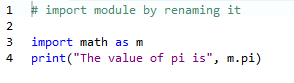 1 # import module by renaming it
2
3 import math as m
4 print("The value of pi is", m.pi)